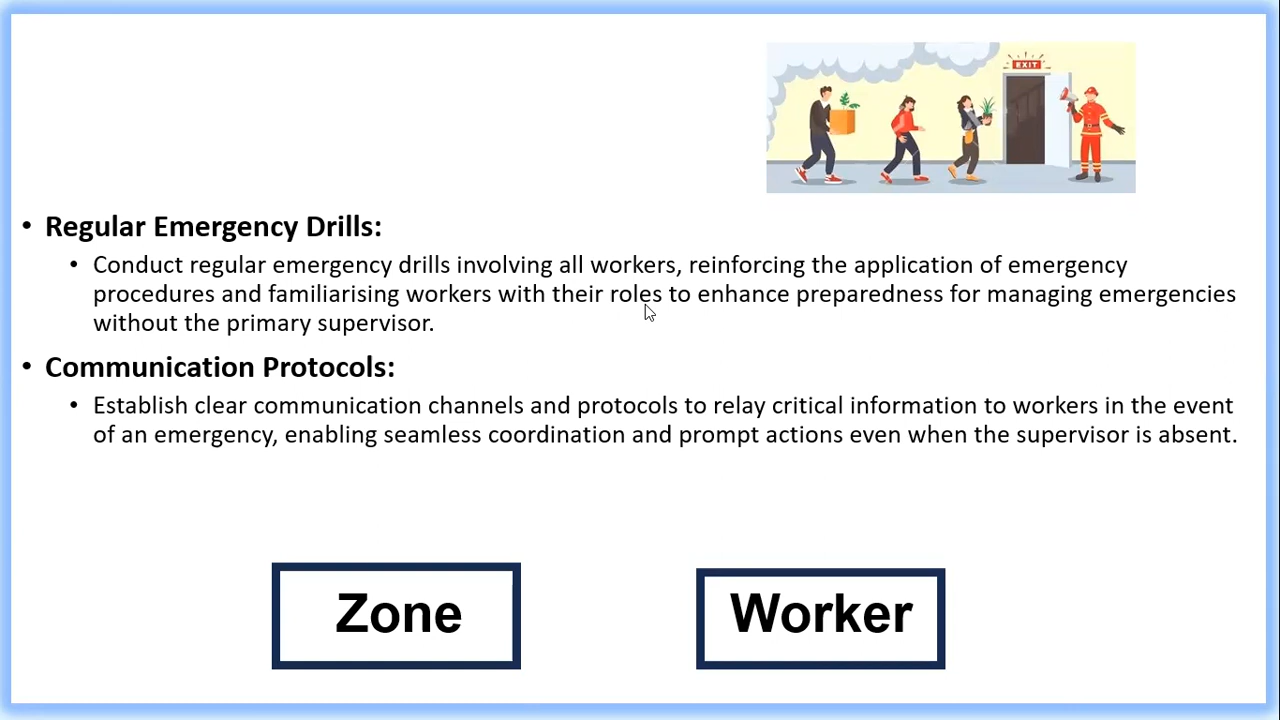 EXIT
• Regular Emergency Drills:
• Conduct regular emergency drills involving all workers, reinforcing the application of emergency
procedures and familiarising workers with their roles to enhance preparedness for managing emergencies
without the primary supervisor.
• Communication Protocols:
• Establish clear communication channels and protocols to relay critical information to workers in the event
of an emergency, enabling seamless coordination and prompt actions even when the supervisor is absent.
Zone
Worker